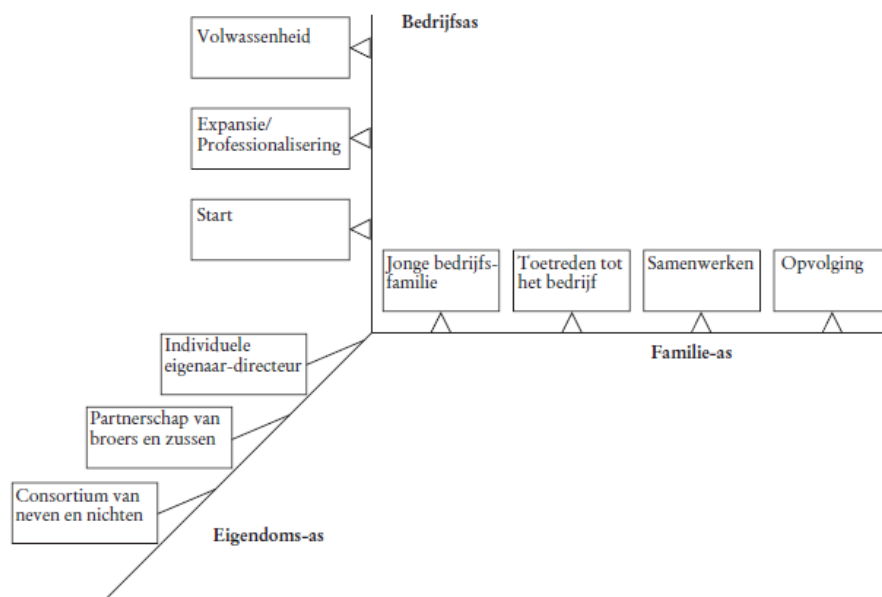 Bedrijfsas
Volwassenheid
Expansie/
Professionalisering
Start
Jonge bedrijfs-
familie
Toetreden tot
het bedrijf
Samenwerken
Opvolging
Familie-as
Individuele
eigenaar-directeur
Partnerschap van
broers en zussen
Consortium van
neven en nichten
Eigendoms-as